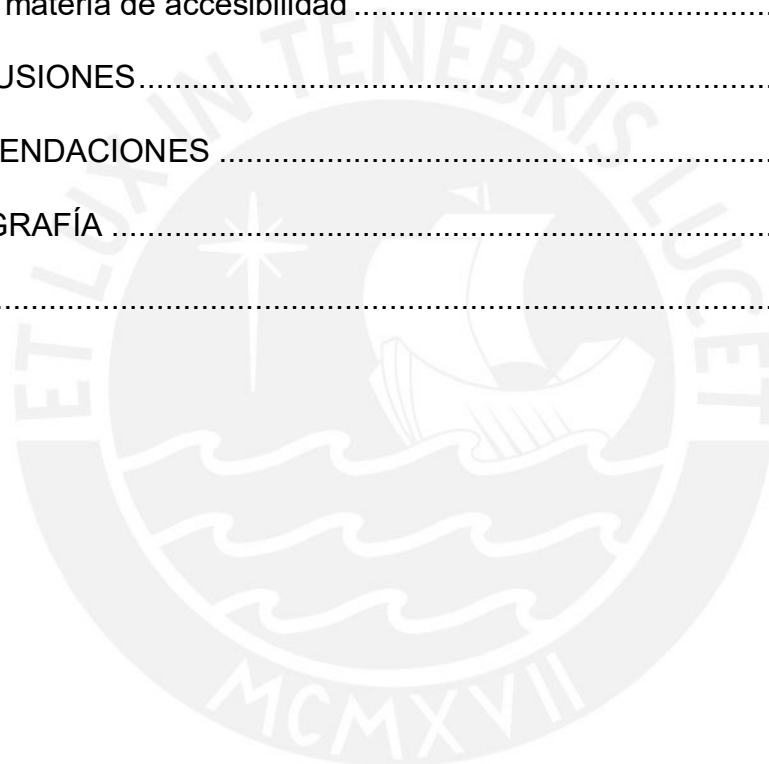 materia de accesibilidad ........................................................
USIONES ..................................................................................
ENDACIONES ........................................................................
GRAFÍA .....................................................................................
...................................................................................................
ET LUX IN TENEBRIS LUCET
MCMXVII